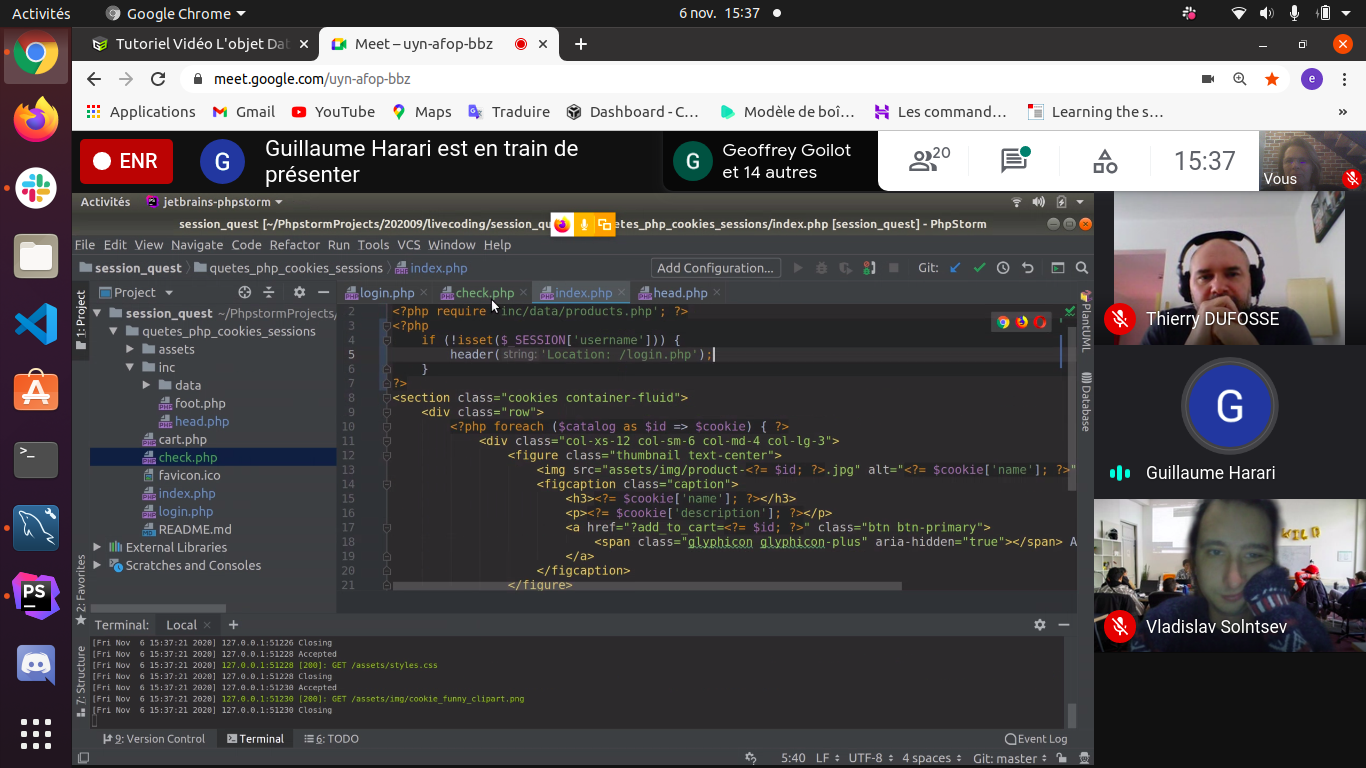 Activités
Google Chrome
6 nov. 15:37
Tutoriel Vidéo L'objet Dat
Meet – uyn-afop-bbz
meet.google.com/uyn-afop-bbz
e
Applications
Gmail
YouTube
Maps
Traduire
Dashboard - C…
Modèle de boî…
Les command…
Learning the s…
»
ENR
G
Guillaume Harari est en train de
présenter
G
Geoffrey Goilot
et 14 autres
20
15:37
Vous
Activités
jetbrains-phpstorm
session_quest [~/PhpstormProjects/202009/livecoding/session_qu
etes_php_cookies_sessions/index.php [session_quest] - PhpStorm
File Edit View Navigate Code Refactor Run Tools VCS Window Help
session_quest
quetes_php_cookies_sessions
index.php
Add Configuration...
Git:
Project
login.php
check.php
index.php
head.php
1: Project
session_quest ~/PhpstormProjects/
quetes_php_cookies_sessions
assets
inc
data
foot.php
head.php
cart.php
check.php
favicon.ico
index.php
login.php
README.md
External Libraries
Scratches and Consoles
2 <?php require 'inc/data/products.php'; ?>
3 <?php
4 if (!isset($_SESSION['username'])) {
5 header( string: 'Location: /login.php');
6 }
7 ?>
8 <section class="cookies container-fluid">
9 <div class="row">
10 <?php foreach ($catalog as $id => $cookie) { ?>
11 <div class="col-xs-12 col-sm-6 col-md-4 col-lg-3">
12 <figure class="thumbnail text-center">
13 <img src="assets/img/product-<?= $id; ?>.jpg" alt="<?= $cookie['name']; ?>"
14 <figcaption class="caption">
15 <h3><?= $cookie['name']; ?></h3>
16 <p><?= $cookie['description']; ?></p>
17 <a href="?add_to_cart=<?= $id; ?>" class="btn btn-primary">
18 <span class="glyphicon glyphicon-plus" aria-hidden="true"></span> A
19 </a>
20 </figcaption>
21 </figure>
PlantUML
Database
2: Favorites
7: Structure
Terminal:
Local
[Fri Nov  6 15:37:21 2020] 127.0.0.1:51226 Closing
[Fri Nov  6 15:37:21 2020] 127.0.0.1:51228 Accepted
[Fri Nov  6 15:37:21 2020] 127.0.0.1:51228 [200]: GET /assets/styles.css
[Fri Nov  6 15:37:21 2020] 127.0.0.1:51228 Closing
[Fri Nov  6 15:37:21 2020] 127.0.0.1:51230 Accepted
[Fri Nov  6 15:37:21 2020] 127.0.0.1:51230 [200]: GET /assets/img/cookie_funny_clipart.png
[Fri Nov  6 15:37:21 2020] 127.0.0.1:51230 Closing
9: Version Control
Terminal
6: TODO
Event Log
5:40 LF UTF-8 4 spaces Git: master
Thierry DUFOSSE
G
Guillaume Harari
WILD
Vladislav Solntsev
>_
PS